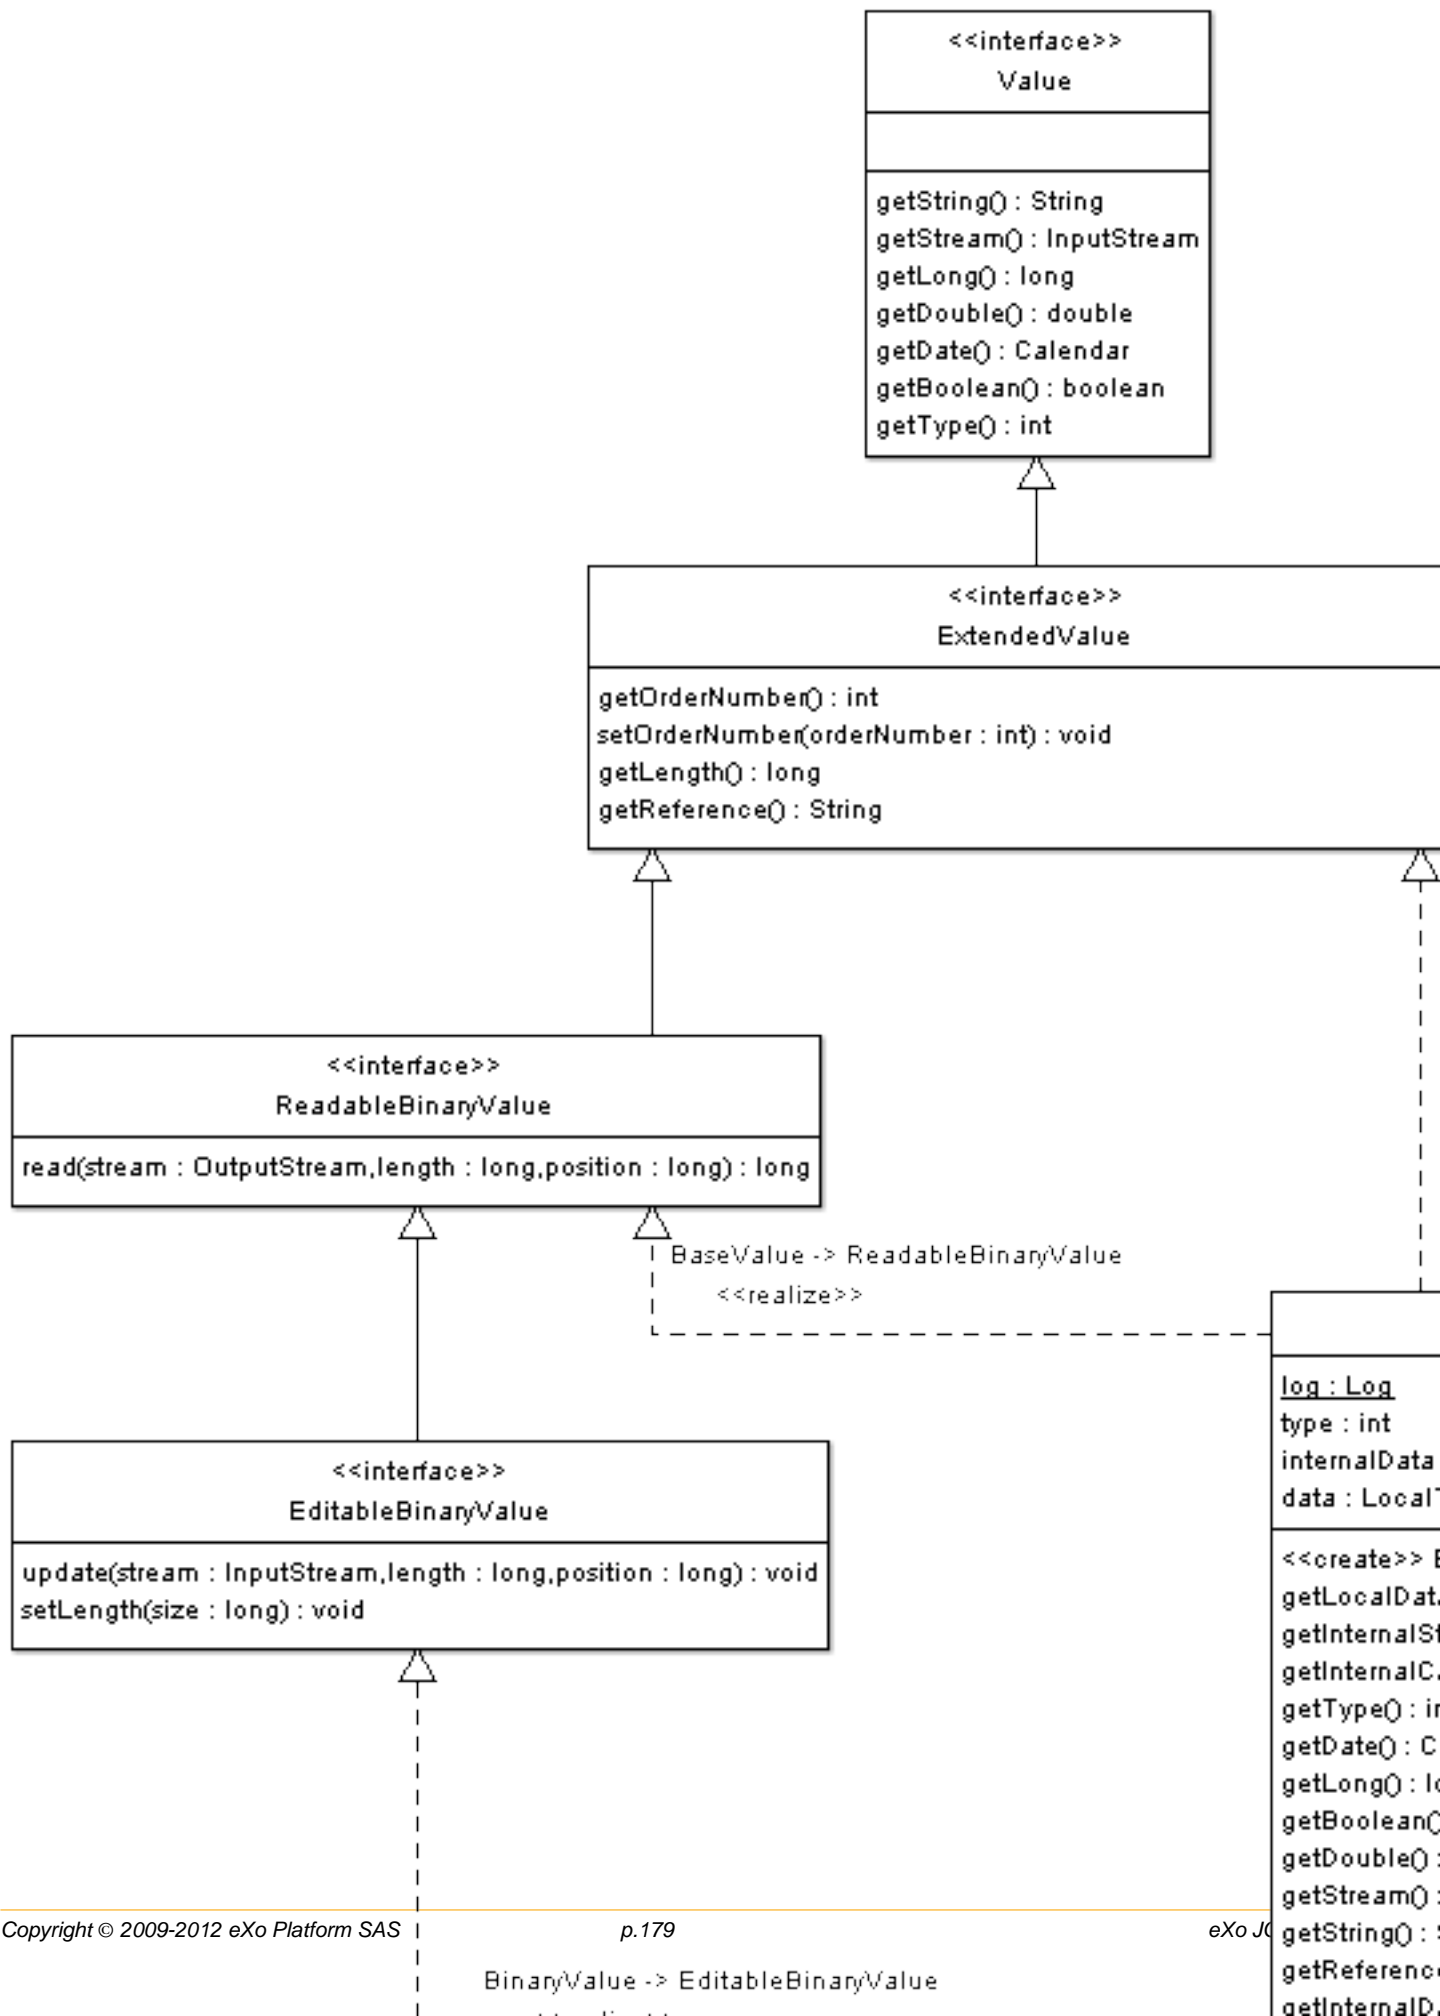 <<interface>>
Value
getString() : String
getStream() : InputStream
getLong() : long
getDouble() : double
getDate() : Calendar
getBoolean() : boolean
getType() : int
<<interface>>
ExtendedValue
getOrderNumber() : int
setOrderNumber(orderNumber : int) : void
getLength() : long
getReference() : String
<<interface>>
ReadableBinaryValue
read(stream : OutputStream,length : long,position : long) : long
BaseValue -> ReadableBinaryValue
<<realize>>
<<interface>>
EditableBinaryValue
update(stream : InputStream,length : long,position : long) : void
setLength(size : long) : void
log : Log
type : int
internalData
data :
<<create>>
getType() :
getDate() :
getLong() :
getBoolean()
getDouble() :
getStream() :
getString() :
Copyright © 2009-2012 eXo Platform SAS
p.179
eXo
BinaryValue -> EditableBinaryValue